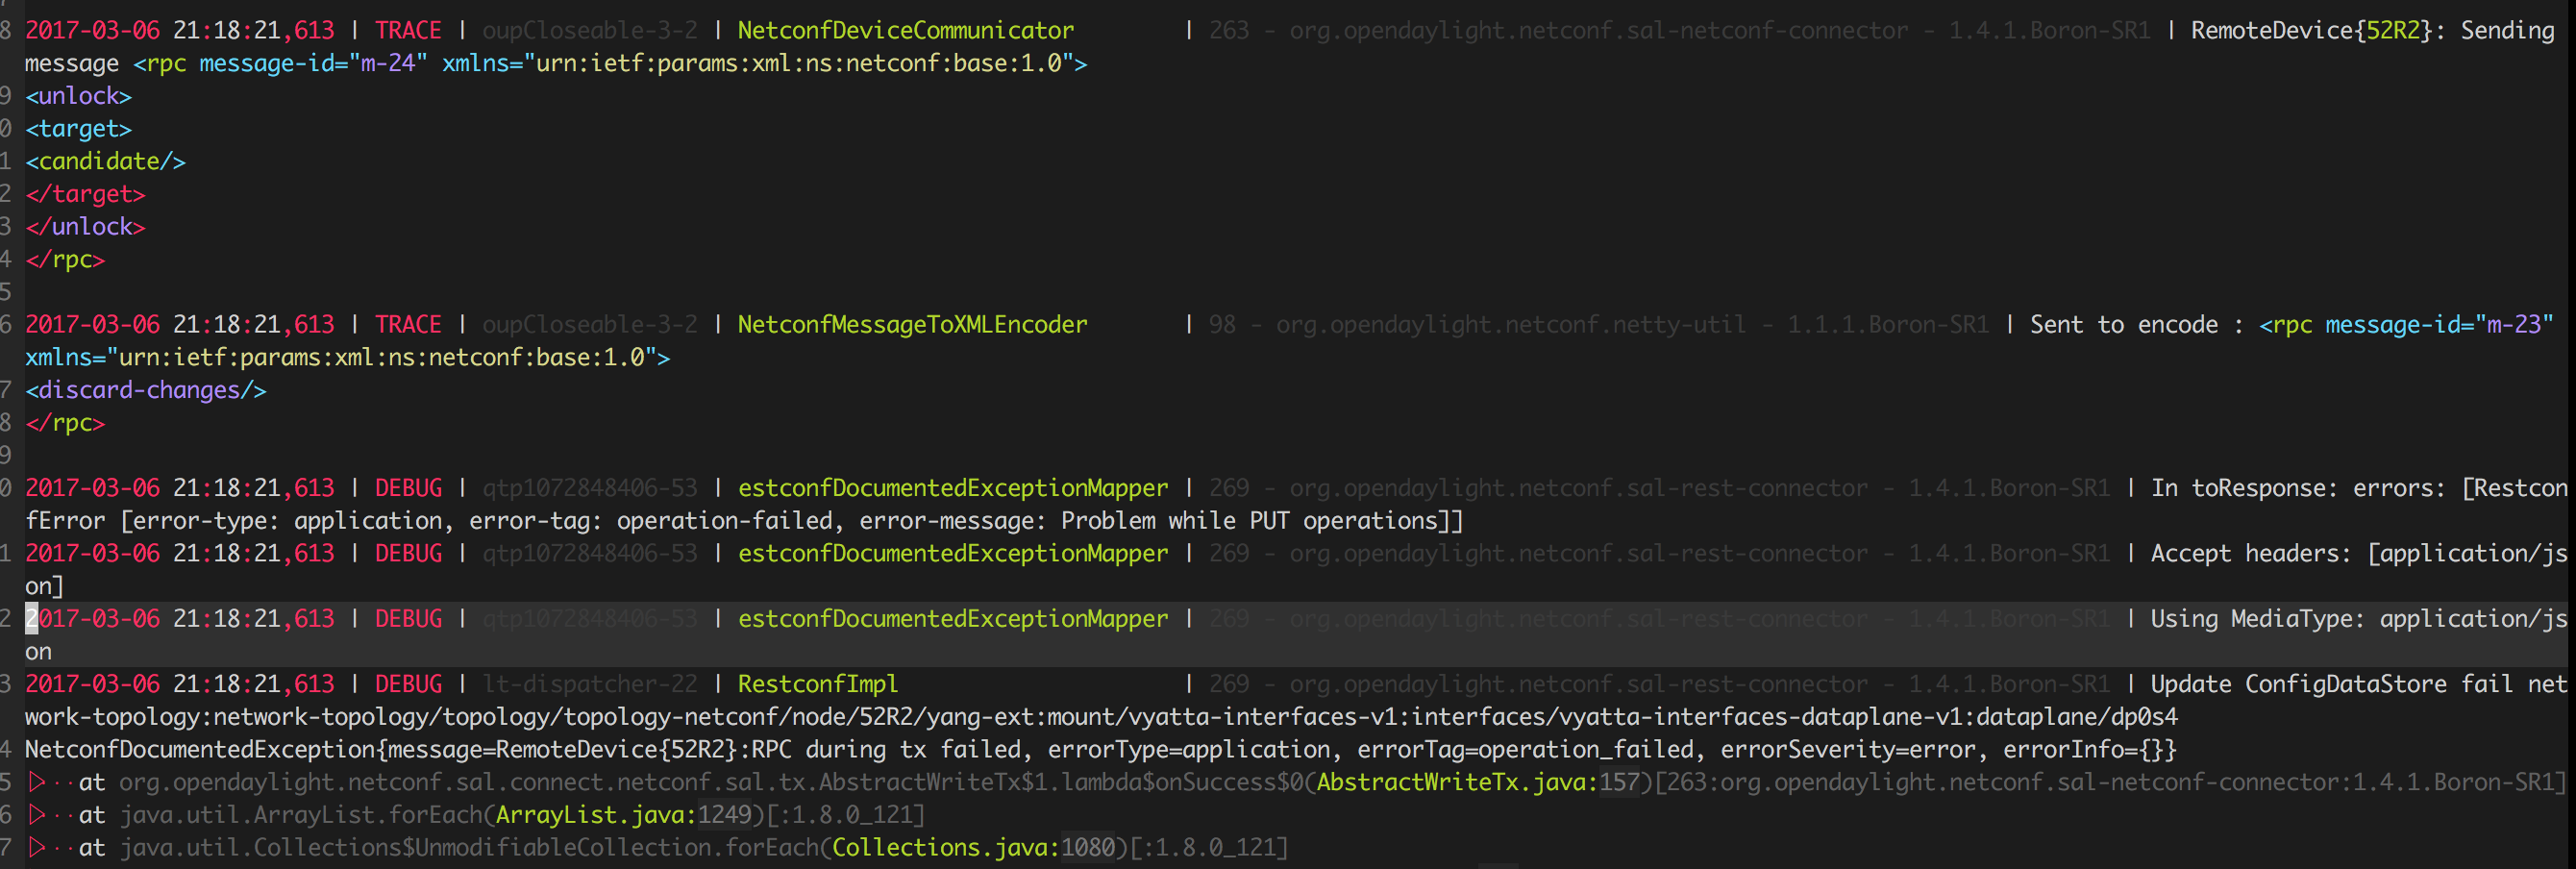 8 2017-03-06 21:18:21,613 | TRACE | oupCloseable-3-2 | NetconfDeviceCommunicator | 263 - org.opendaylight.netconf.sal-netconf-connector - 1.4.1.Boron-SR1 | RemoteDevice{52R2}: Sending
message <rpc message-id="m-24" xmlns="urn:ietf:params:xml:ns:netconf:base:1.0">
9 <unlock>
0 <target>
1 <candidate/>
2 </target>
3 </unlock>
4 </rpc>
5
6 2017-03-06 21:18:21,613 | TRACE | oupCloseable-3-2 | NetconfMessageToXMLEncoder | 98 - org.opendaylight.netconf.netty-util - 1.1.1.Boron-SR1 | Sent to encode : <rpc message-id="m-23"
xmlns="urn:ietf:params:xml:ns:netconf:base:1.0">
7 <discard-changes/>
8 </rpc>
9
0 2017-03-06 21:18:21,613 | DEBUG | qtp1072848406-53 | estconfDocumentedExceptionMapper | 269 - org.opendaylight.netconf.sal-rest-connector - 1.4.1.Boron-SR1 | In toResponse: errors: [Restcon
fError [error-type: application, error-tag: operation-failed, error-message: Problem while PUT operations]]
1 2017-03-06 21:18:21,613 | DEBUG | qtp1072848406-53 | estconfDocumentedExceptionMapper | 269 - org.opendaylight.netconf.sal-rest-connector - 1.4.1.Boron-SR1 | Accept headers: [application/js
on]
2 2017-03-06 21:18:21,613 | DEBUG | qtp1072848406-53 | estconfDocumentedExceptionMapper | 269 - org.opendaylight.netconf.sal-rest-connector - 1.4.1.Boron-SR1 | Using MediaType: application/js
on
3 2017-03-06 21:18:21,613 | DEBUG | lt-dispatcher-22 | RestconfImpl | 269 - org.opendaylight.netconf.sal-rest-connector - 1.4.1.Boron-SR1 | Update ConfigDataStore fail net
work-topology:network-topology/topology/topology-netconf/node/52R2/yang-ext:mount/vyatta-interfaces-v1:interfaces/vyatta-interfaces-dataplane-v1:dataplane/dp0s4
4 NetconfDocumentedException{message=RemoteDevice{52R2}:RPC during tx failed, errorType=application, errorTag=operation_failed, errorSeverity=error, errorInfo={}}
5 ▷·· at org.opendaylight.netconf.sal.connect.netconf.sal.tx.AbstractWriteTx$1.lambda$onSuccess$0(AbstractWriteTx.java:157)[263:org.opendaylight.netconf.sal-netconf-connector:1.4.1.Boron-SR1]
6 ▷·· at java.util.ArrayList.forEach(ArrayList.java:1249)[:1.8.0_121]
7 ▷·· at java.util.Collections$UnmodifiableCollection.forEach(Collections.java:1080)[:1.8.0_121]